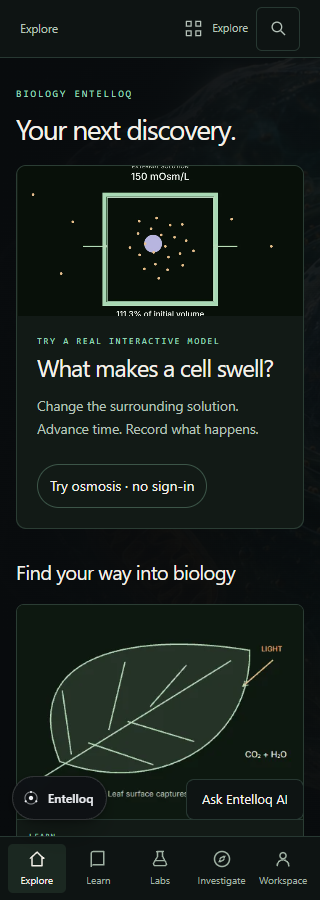 Explore
Explore
BIOLOGY ENTELLOQ
Your next discovery.
150 mOsm/L
111.3% of initial volume
TRY A REAL INTERACTIVE MODEL
What makes a cell swell?
Change the surrounding solution.
Advance time. Record what happens.
Try osmosis · no sign-in
Find your way into biology
LIGHT
CO₂ + H₂O
Leaf surface captures
Entelloq
Ask Entelloq AI
LEARN
Explore
Learn
Labs
Investigate
Workspace